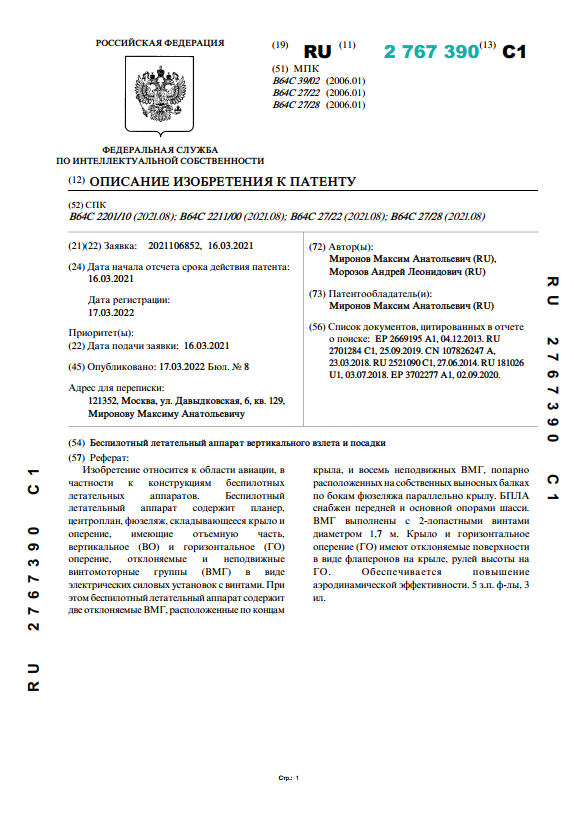 РОССИЙСКАЯ ФЕДЕРАЦИЯ
ФЕДЕРАЛЬНАЯ СЛУЖБА
ПО ИНТЕЛЛЕКТУАЛЬНОЙ СОБСТВЕННОСТИ
(19) RU (11) 2 767 390 (13) C1
(51) МПК
B64C 39/02 (2006.01)
B64C 27/22 (2006.01)
B64C 27/28 (2006.01)
(12) ОПИСАНИЕ ИЗОБРЕТЕНИЯ К ПАТЕНТУ
(52) СПК
B64C 2201/10 (2021.08); B64C 2211/00 (2021.08); B64C 27/22 (2021.08); B64C 27/28 (2021.08)
(21)(22) Заявка: 2021106852, 16.03.2021
(24) Дата начала отсчета срока действия патента:
16.03.2021
Дата регистрации:
17.03.2022
Приоритет(ы):
(22) Дата подачи заявки: 16.03.2021
(45) Опубликовано: 17.03.2022 Бюл. № 8
Адрес для переписки:
121352, Москва, ул. Давыдковская, 6, кв. 129,
Миронову Максиму Анатольевичу
(72) Автор(ы):
Миронов Максим Анатольевич (RU),
Морозов Андрей Леонидович (RU)
(73) Патентообладатель(и):
Миронов Максим Анатольевич (RU)
(56) Список документов, цитированных в отчете
о поиске: EP 2669195 A1, 04.12.2013. RU
2701284 C1, 25.09.2019. CN 107826247 A,
23.03.2018. RU 2521090 C1, 27.06.2014. RU 181026
U1, 03.07.2018. EP 3702277 A1, 02.09.2020.
(54) Беспилотный летательный аппарат вертикального взлета и посадки
(57) Реферат:
Изобретение относится к области авиации, в
частности к конструкциям беспилотных
летательных аппаратов. Беспилотный
летательный аппарат содержит планер,
центроплан, фюзеляж, складывающееся крыло и
оперение, имеющие отъемную часть,
вертикальное (ВО) и горизонтальное (ГО)
оперение, отклоняемые и неподвижные
винтомоторные группы (ВМГ) в виде
электрических силовых установок с винтами. При
этом беспилотный летательный аппарат содержит
две отклоняемые ВМГ, расположенные по концам
крыла, и восемь неподвижных ВМГ, попарно
расположенных на собственных выносных балках
по бокам фюзеляжа параллельно крылу. БПЛА
снабжен передней и основной опорами шасси.
ВМГ выполнены с 2-лопастными винтами
диаметром 1,7 м. Крыло и горизонтальное
оперение (ГО) имеют отклоняемые поверхности
в виде флаперонов на крыле, рулей высоты на
ГО. Обеспечивается повышение
аэродинамической эффективности. 5 з.п. ф-лы, 3
ил.
RU 2767390 C1
RU 2767390 C1
Стр.: 1